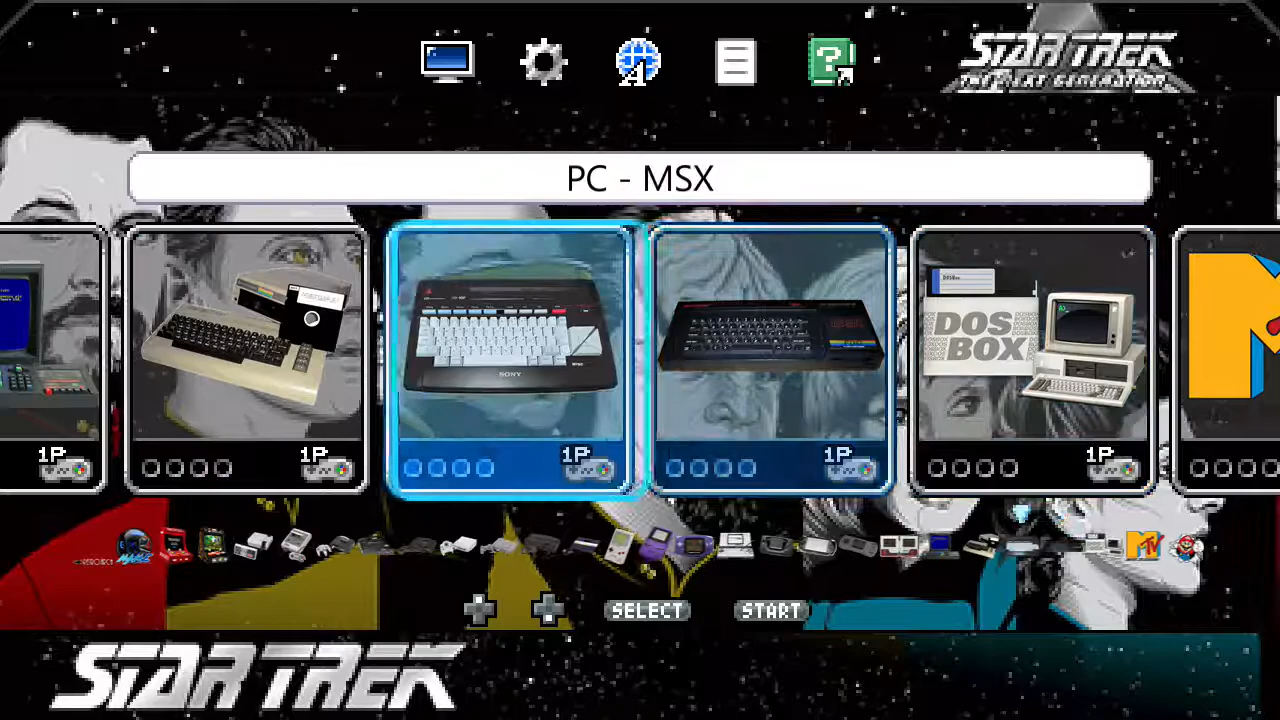 STAR TREK
THE NEXT GENERATION
PC - MSX
DOS
BOX
SONY
1P
1P
1P
1P
1P
SELECT
START
STAR TREK